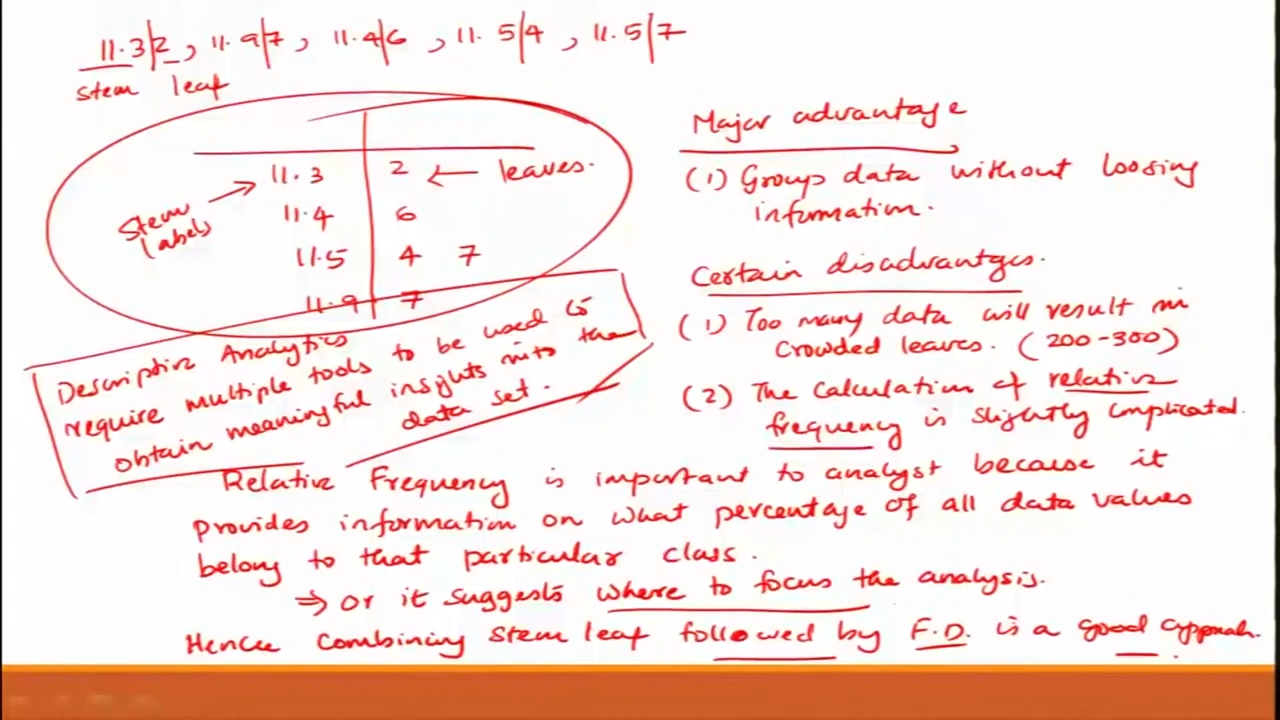 11.3|2, 11.9|7, 11.4|6, 11.5|4, 11.5|7
stem leaf
11.3 2 ← leaves.
Stem labels →
11.4 6
11.5 4 7
11.9 7
Descriptive Analytics
require multiple tools to be used to
obtain meaningful insights into the
data set.
Major advantage
(1) Group data without loosing
information.
Certain disadvantges.
(1) Too many data will result in
crowded leaves. (200-300)
(2) The calculation of relative
frequency is slightly complicated.
Relative Frequency is important to analyst because it
provides information on what percentage of all data values
belong to that particular class.
⇒ or it suggests where to focus the analysis.
Hence combining stem leaf followed by F.D. is a good approach.